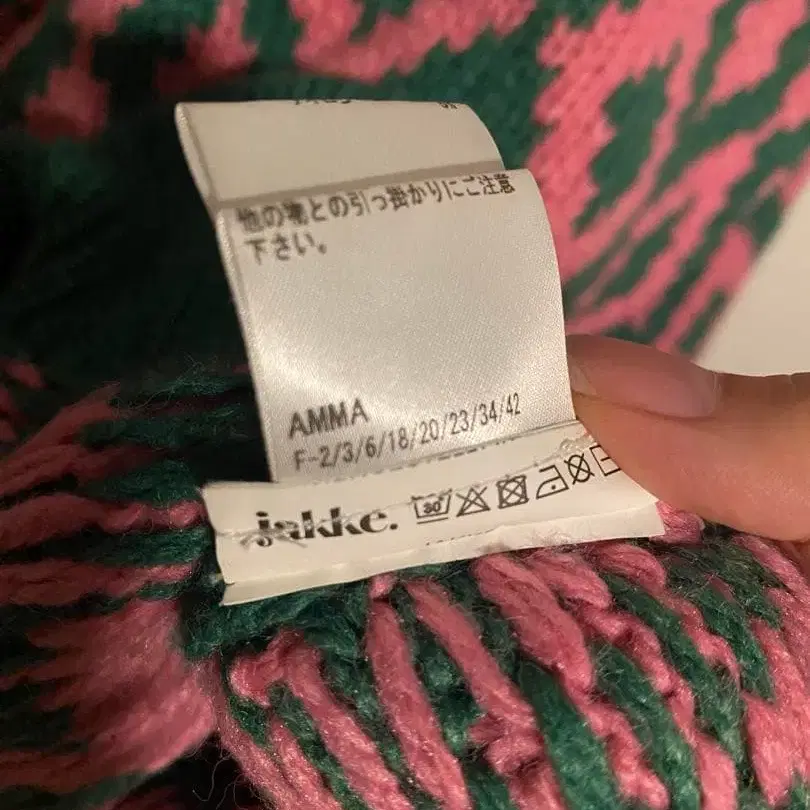 他の物との引っ掛かりにご注意
下さい。
AMMA
F-2/3/6/18/20/23/34/42
jakke.
30°